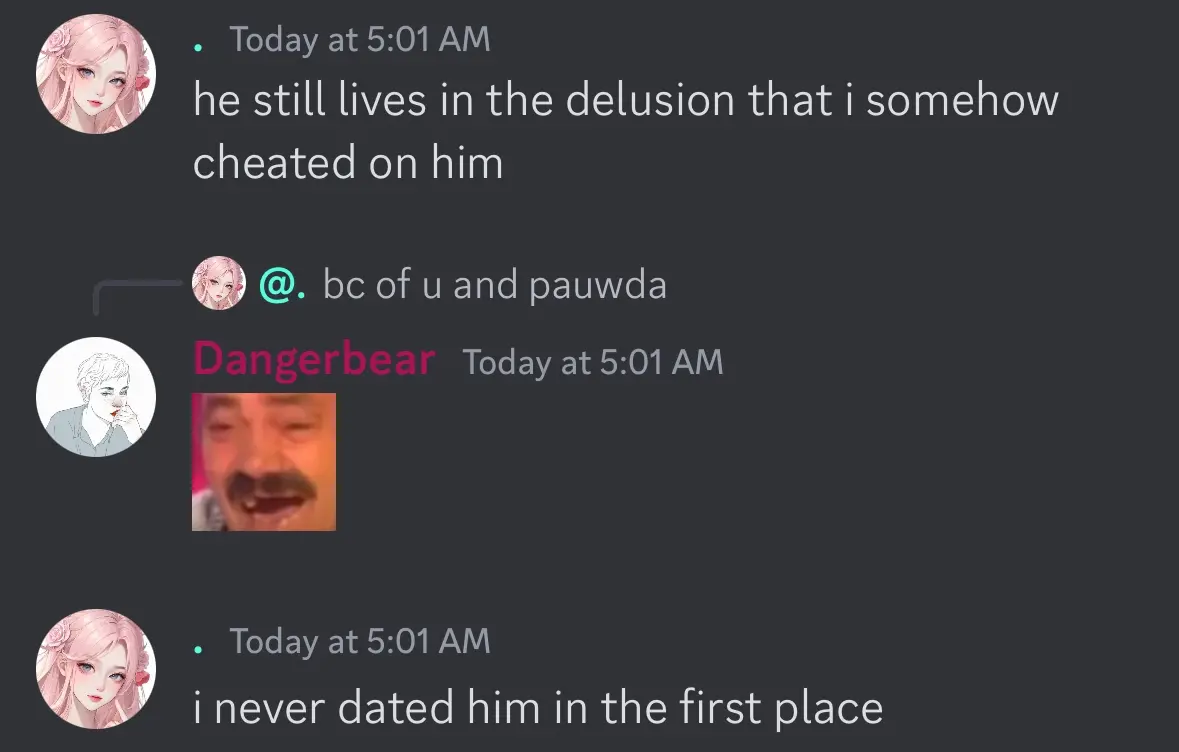 . Today at 5:01 AM
he still lives in the delusion that i somehow
cheated on him
@. bc of u and pauwda
Dangerbear Today at 5:01 AM
. Today at 5:01 AM
i never dated him in the first place